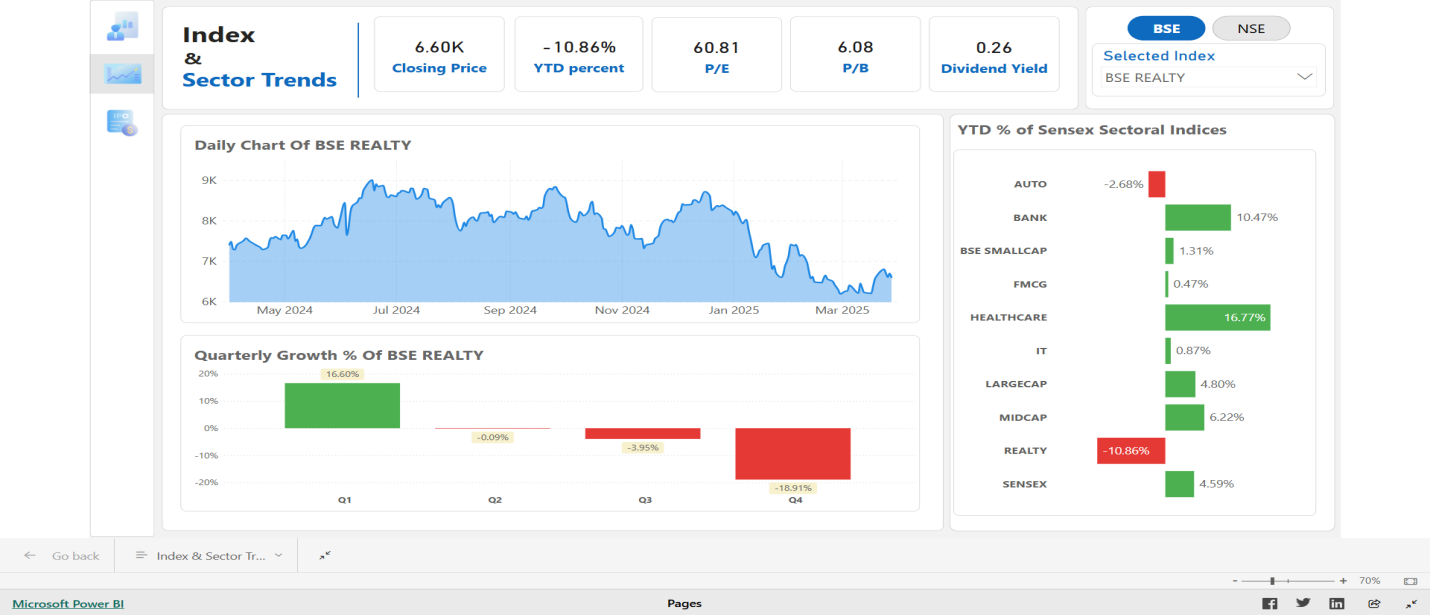 Index
&
Sector Trends
6.60K
Closing Price
-10.86%
YTD percent
60.81
P/E
6.08
P/B
0.26
Dividend Yield
BSE
NSE
Selected Index
BSE REALTY
IPO
Daily Chart Of BSE REALTY
9K
8K
7K
6K
May 2024
Jul 2024
Sep 2024
Nov 2024
Jan 2025
Mar 2025
Quarterly Growth % Of BSE REALTY
20%
10%
0%
-10%
-20%
16.60%
-0.09%
-3.95%
-18.91%
Q1
Q2
Q3
Q4
YTD % of Sensex Sectoral Indices
AUTO -2.68%
BANK 10.47%
BSE SMALLCAP 1.31%
FMCG 0.47%
HEALTHCARE 16.77%
IT 0.87%
LARGECAP 4.80%
MIDCAP 6.22%
REALTY -10.86%
SENSEX 4.59%
Go back
Index & Sector Tr...
- + 70%
Microsoft Power BI
Pages